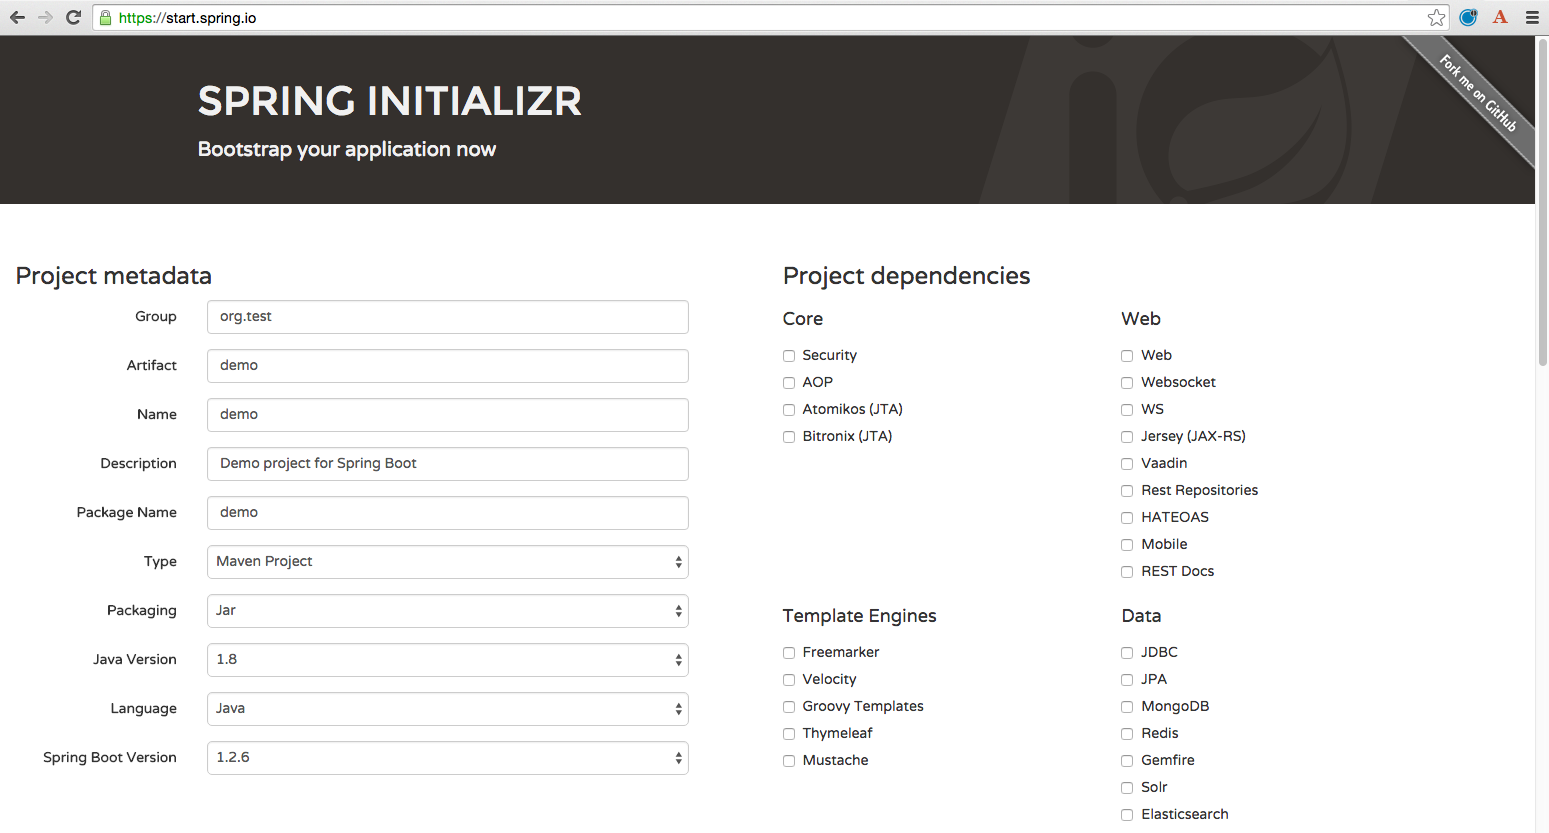 https://start.spring.io
Fork me on GitHub
SPRING INITIALIZR
Bootstrap your application now
Project metadata
Group org.test
Artifact demo
Name demo
Description Demo project for Spring Boot
Package Name demo
Type Maven Project
Packaging Jar
Java Version 1.8
Language Java
Spring Boot Version 1.2.6
Project dependencies
Core
Security
AOP
Atomikos (JTA)
Bitronix (JTA)
Web
Web
Websocket
WS
Jersey (JAX-RS)
Vaadin
Rest Repositories
HATEOAS
Mobile
REST Docs
Template Engines
Freemarker
Velocity
Groovy Templates
Thymeleaf
Mustache
Data
JDBC
JPA
MongoDB
Redis
Gemfire
Solr
Elasticsearch